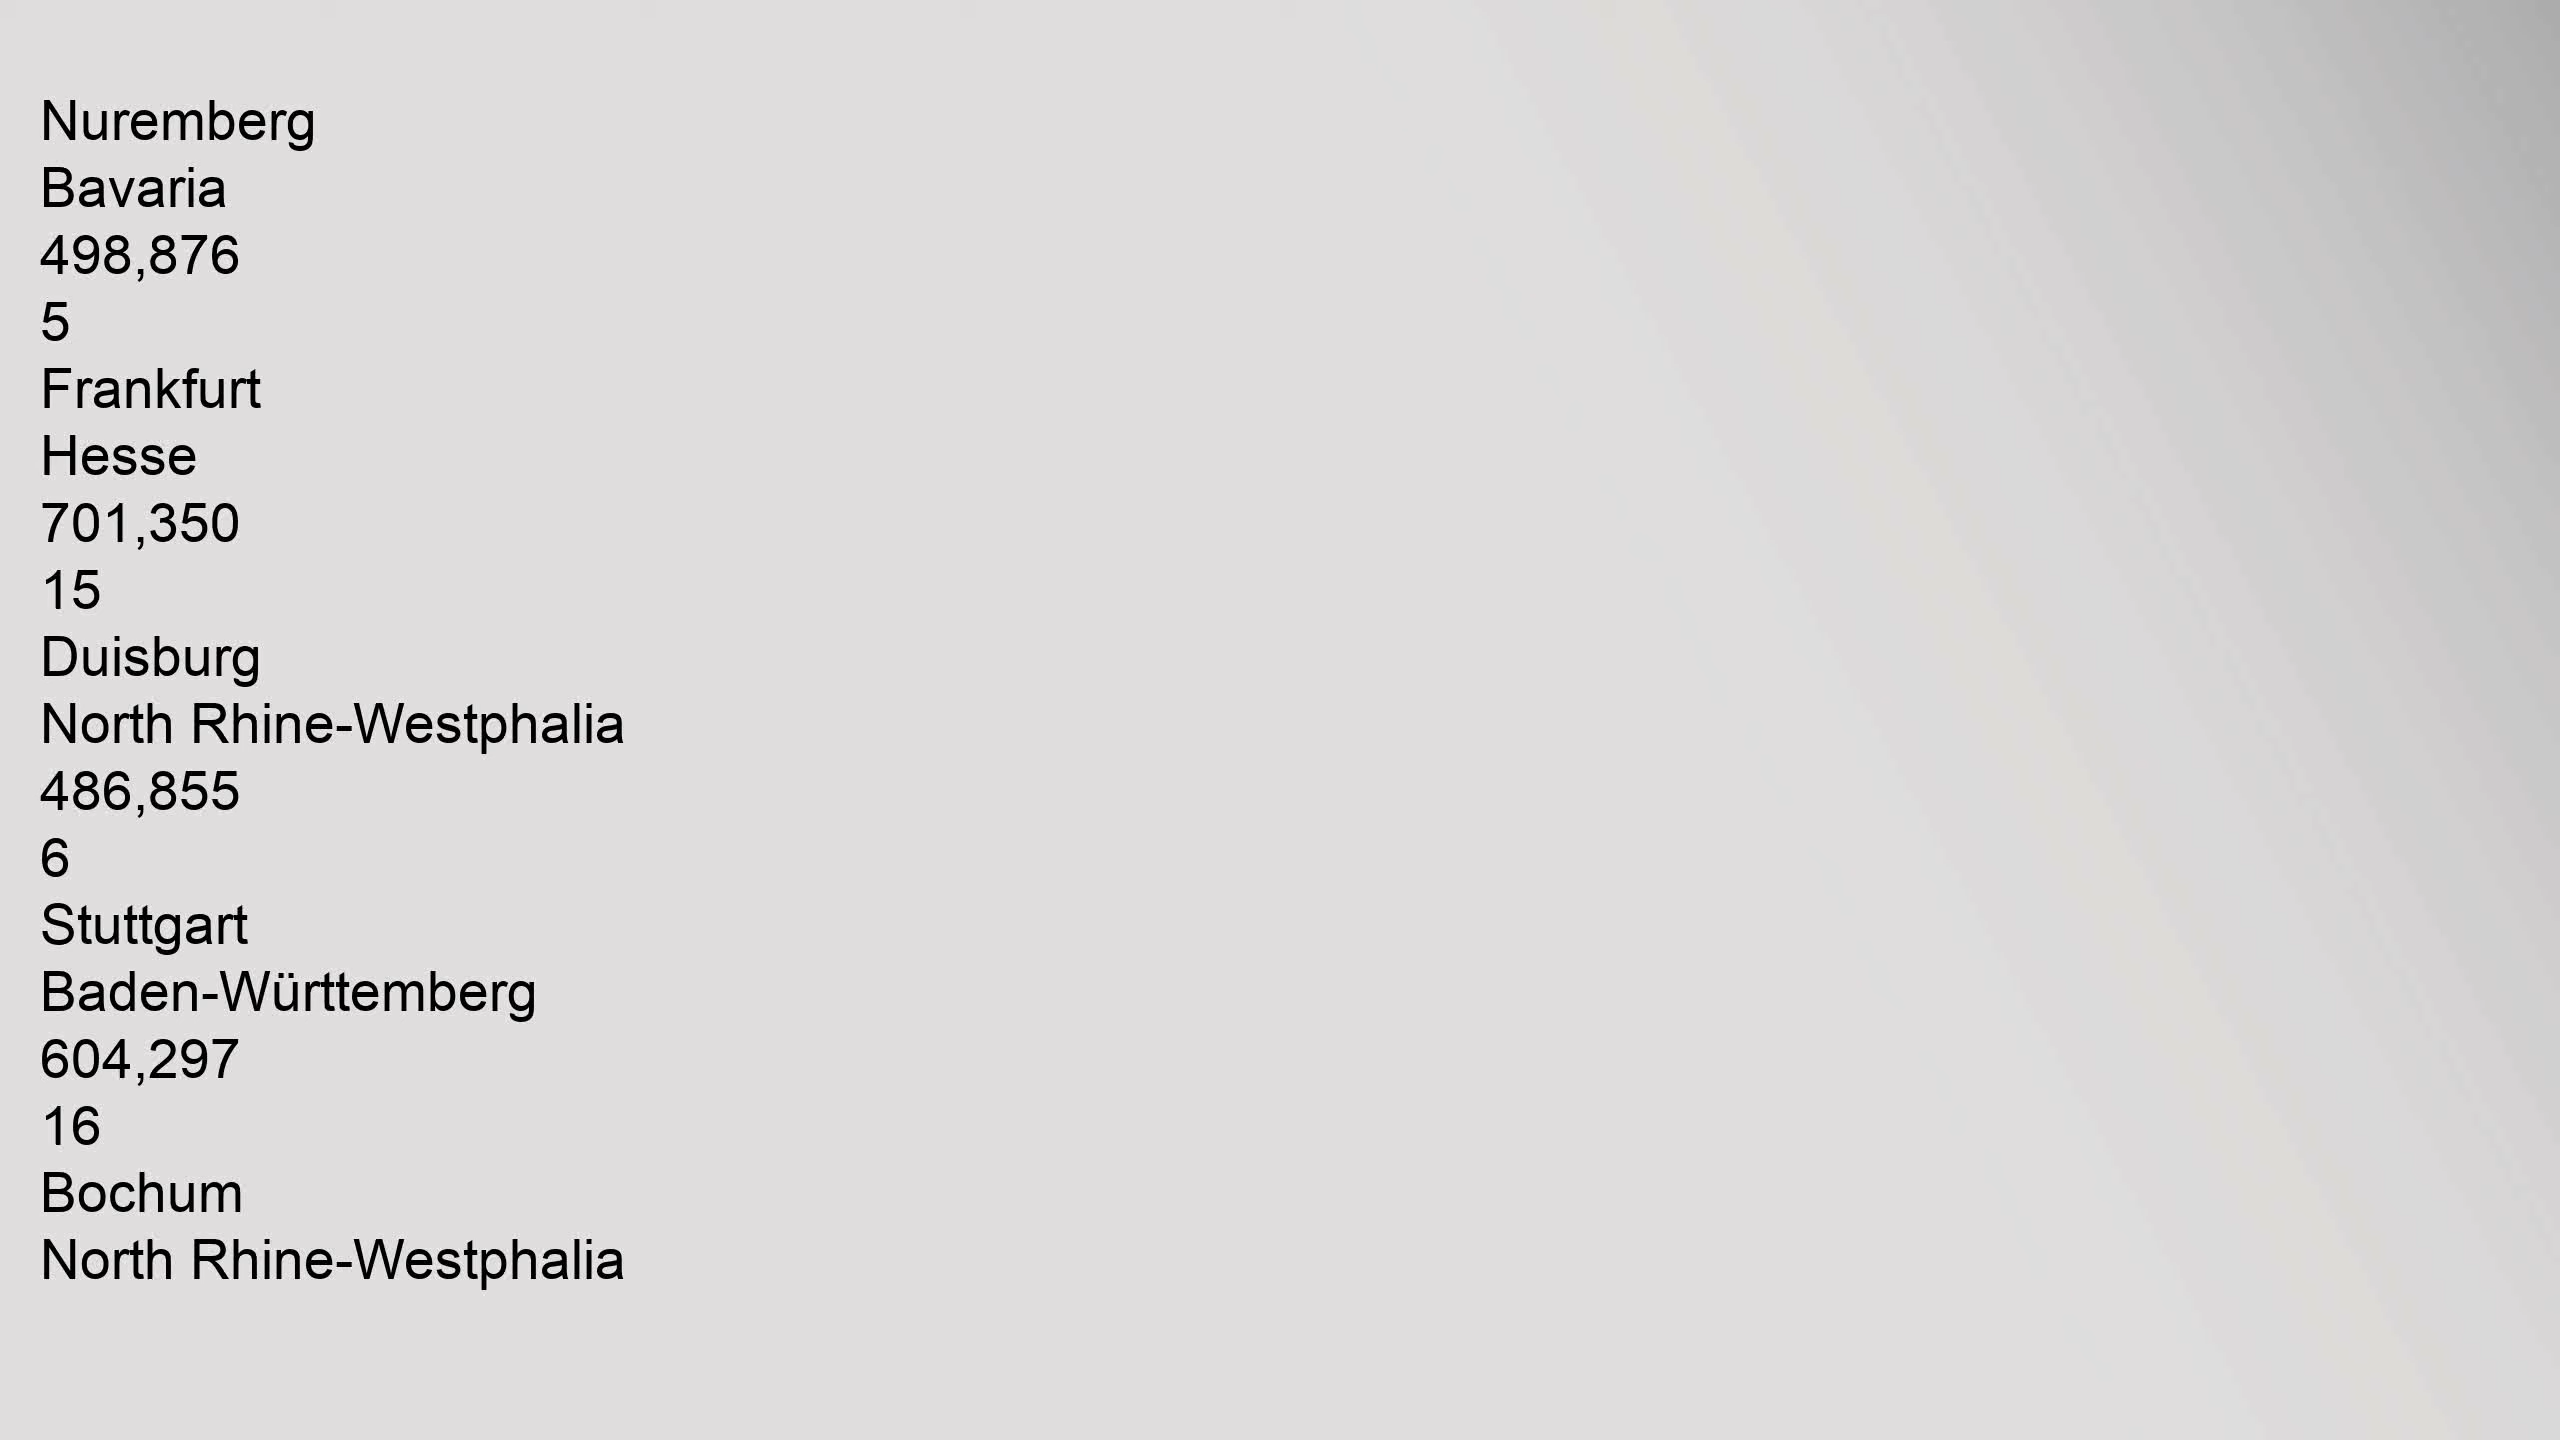 Nuremberg
Bavaria
498,876
5
Frankfurt
Hesse
701,350
15
Duisburg
North Rhine-Westphalia
486,855
6
Stuttgart
Baden-Württemberg
604,297
16
Bochum
North Rhine-Westphalia